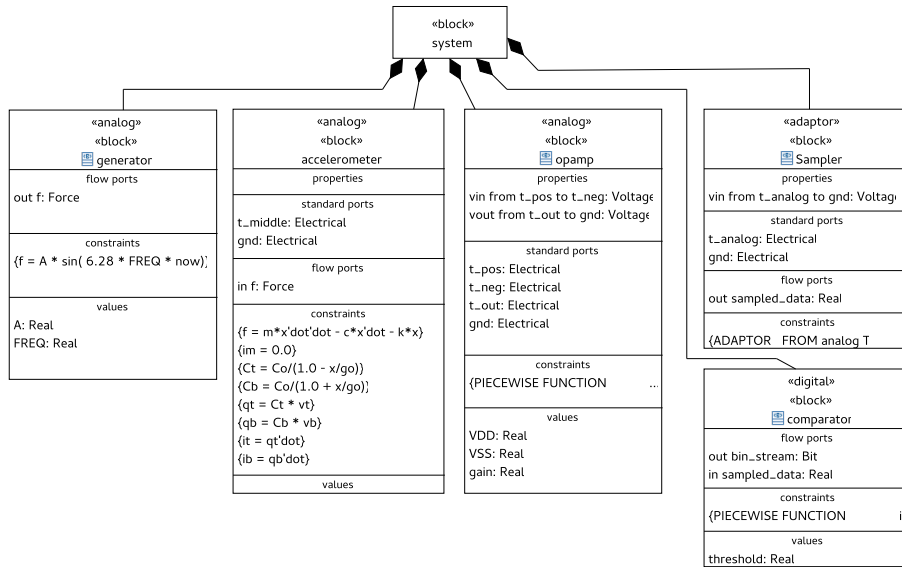 «block»
system
«analog»
«block»
generator
flow ports
out f: Force
constraints
{f = A * sin( 6.28 * FREQ * now)}
values
A: Real
FREQ: Real
«analog»
«block»
accelerometer
properties
standard ports
t_middle: Electrical
gnd: Electrical
flow ports
in f: Force
constraints
{f = m*x'dot'dot - c*x'dot - k*x}
{im = 0.0}
{Ct = Co/(1.0 - x/go)}
{Cb = Co/(1.0 + x/go)}
{qt = Ct * vt}
{qb = Cb * vb}
{it = qt'dot}
{ib = qb'dot}
values
«analog»
«block»
opamp
properties
vin from t_pos to t_neg: Voltage
vout from t_out to gnd: Voltage
standard ports
t_pos: Electrical
t_neg: Electrical
t_out: Electrical
gnd: Electrical
constraints
{PIECEWISE FUNCTION ...
values
VDD: Real
VSS: Real
gain: Real
«adaptor»
«block»
Sampler
properties
vin from t_analog to gnd: Voltage
standard ports
t_analog: Electrical
gnd: Electrical
flow ports
out sampled_data: Real
constraints
{ADAPTOR FROM analog T
«digital»
«block»
comparator
flow ports
out bin_stream: Bit
in sampled_data: Real
constraints
{PIECEWISE FUNCTION i
values
threshold: Real